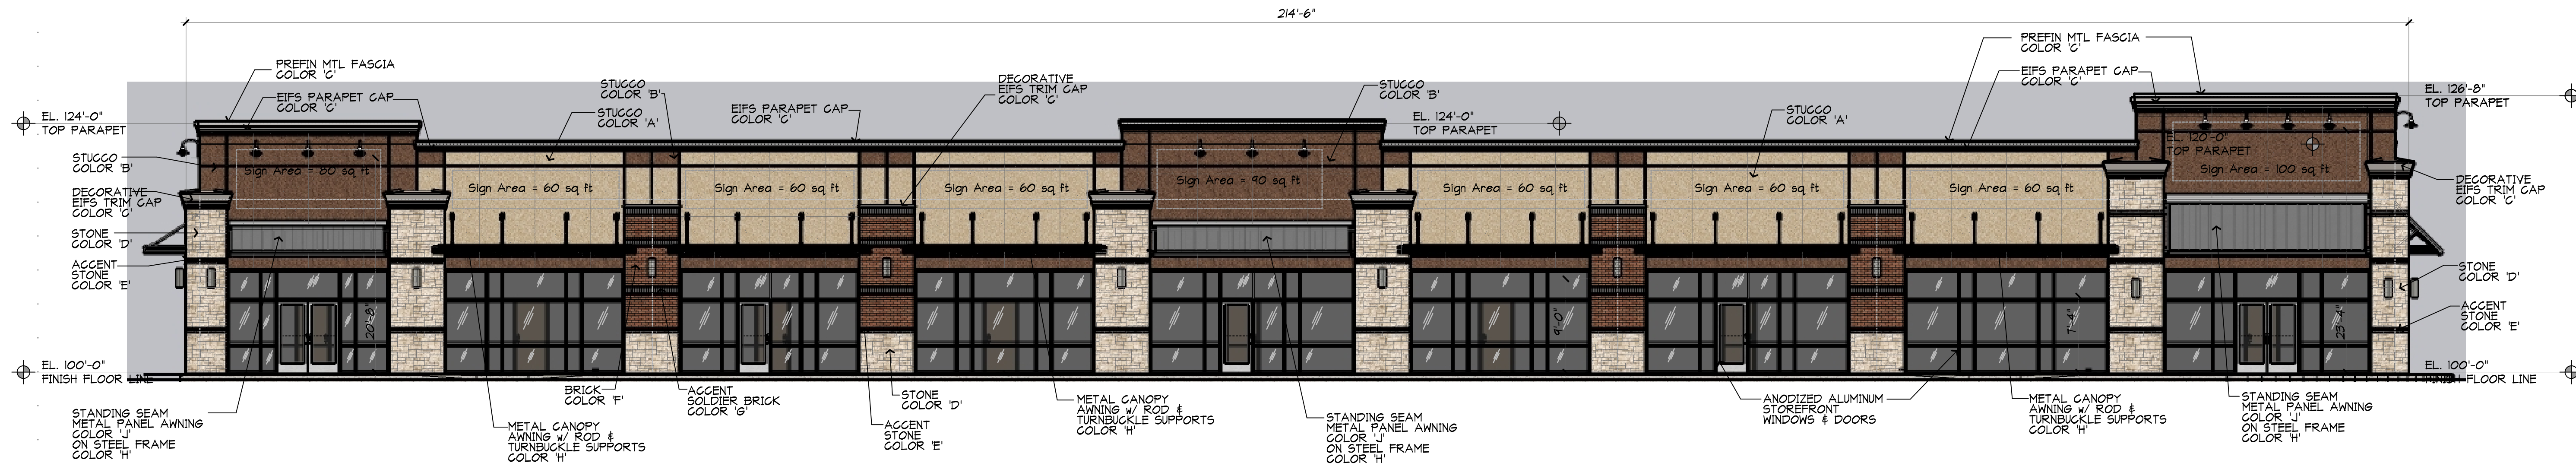 214'-6"
PREFIN MTL FASCIA
COLOR 'C'
EIFS PARAPET CAP
COLOR 'C'
STUCCO
COLOR 'B'
STUCCO
COLOR 'A'
EIFS PARAPET CAP
COLOR 'C'
DECORATIVE
EIFS TRIM CAP
COLOR 'C'
STUCCO
COLOR 'B'
EL. 124'-0"
TOP PARAPET
STUCCO
COLOR 'A'
PREFIN MTL FASCIA
COLOR 'C'
EIFS PARAPET CAP
COLOR 'C'
EL. 126'-8"
TOP PARAPET
EL. 124'-0"
TOP PARAPET
EL. 120'-0"
TOP PARAPET
STUCCO
COLOR 'B'
DECORATIVE
EIFS TRIM CAP
COLOR 'C'
STONE
COLOR 'D'
ACCENT
STONE
COLOR 'E'
Sign Area = 80 sq ft
Sign Area = 60 sq ft
Sign Area = 60 sq ft
Sign Area = 60 sq ft
Sign Area = 90 sq ft
Sign Area = 60 sq ft
Sign Area = 60 sq ft
Sign Area = 60 sq ft
Sign Area = 100 sq ft
DECORATIVE
EIFS TRIM CAP
COLOR 'C'
STONE
COLOR 'D'
ACCENT
STONE
COLOR 'E'
20'-8"
9'-0"
7'-4"
23'-4"
EL. 100'-0"
FINISH FLOOR LINE
EL. 100'-0"
FINISH FLOOR LINE
STANDING SEAM
METAL PANEL AWNING
COLOR 'J'
ON STEEL FRAME
COLOR 'H'
METAL CANOPY
AWNING w/ ROD &
TURNBUCKLE SUPPORTS
COLOR 'H'
BRICK
COLOR 'F'
ACCENT
SOLDIER BRICK
COLOR 'G'
STONE
COLOR 'D'
ACCENT
STONE
COLOR 'E'
METAL CANOPY
AWNING w/ ROD &
TURNBUCKLE SUPPORTS
COLOR 'H'
STANDING SEAM
METAL PANEL AWNING
COLOR 'J'
ON STEEL FRAME
COLOR 'H'
ANODIZED ALUMINUM
STOREFRONT
WINDOWS & DOORS
METAL CANOPY
AWNING w/ ROD &
TURNBUCKLE SUPPORTS
COLOR 'H'
STANDING SEAM
METAL PANEL AWNING
COLOR 'J'
ON STEEL FRAME
COLOR 'H'